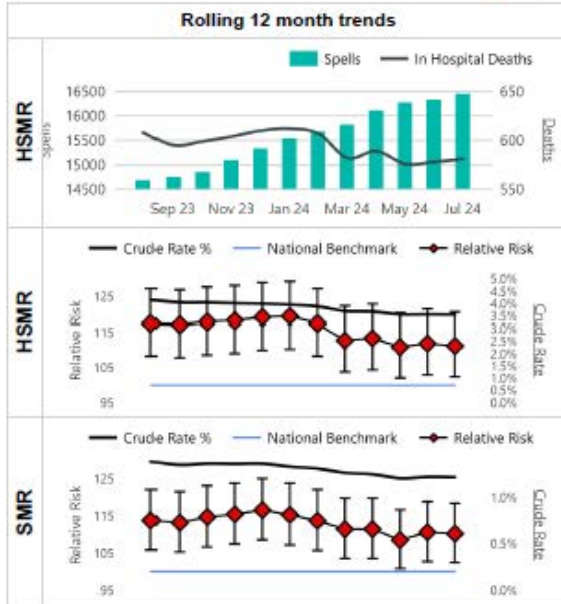 Rolling 12 month trends
HSMR
Spells In Hospital Deaths
16500
16000
15500
15000
14500
Spells
650
600
550
Deaths
Sep 23 Nov 23 Jan 24 Mar 24 May 24 Jul 24
HSMR
Crude Rate % National Benchmark Relative Risk
125
115
105
95
Relative Risk
5.0%
4.5%
4.0%
3.5%
3.0%
2.5%
2.0%
1.5%
1.0%
0.5%
0.0%
Crude Rate
SMR
Crude Rate % National Benchmark Relative Risk
125
115
105
95
Relative Risk
1.0%
0.5%
0.0%
Crude Rate